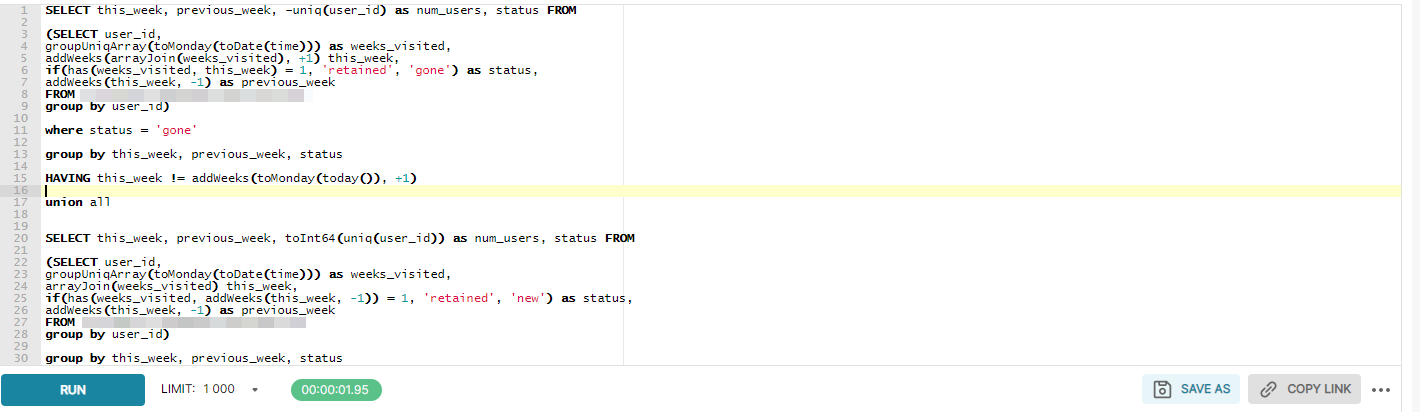 1 SELECT this_week, previous_week, -uniq(user_id) as num_users, status FROM
2
3 (SELECT user_id,
4 groupUniqArray(toMonday(toDate(time))) as weeks_visited,
5 addWeeks(arrayJoin(weeks_visited), +1) this_week,
6 if(has(weeks_visited, this_week) = 1, 'retained', 'gone') as status,
7 addWeeks(this_week, -1) as previous_week
8 FROM
9 group by user_id)
10
11 where status = 'gone'
12
13 group by this_week, previous_week, status
14
15 HAVING this_week != addWeeks(toMonday(today()), +1)
16
17 union all
18
19
20 SELECT this_week, previous_week, toInt64(uniq(user_id)) as num_users, status FROM
21
22 (SELECT user_id,
23 groupUniqArray(toMonday(toDate(time))) as weeks_visited,
24 arrayJoin(weeks_visited) this_week,
25 if(has(weeks_visited, addWeeks(this_week, -1)) = 1, 'retained', 'new') as status,
26 addWeeks(this_week, -1) as previous_week
27 FROM
28 group by user_id)
29
30 group by this_week, previous_week, status
RUN LIMIT: 1 000 00:00:01.95 SAVE AS COPY LINK